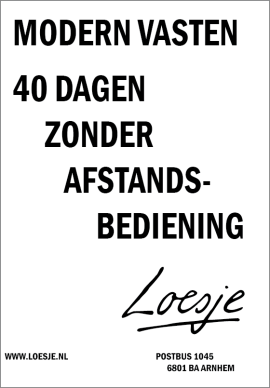 MODERN VASTEN
40 DAGEN
ZONDER
AFSTANDS-
BEDIENING
Loesje
WWW.LOESJE.NL
POSTBUS 1045
6801 BA ARNHEM